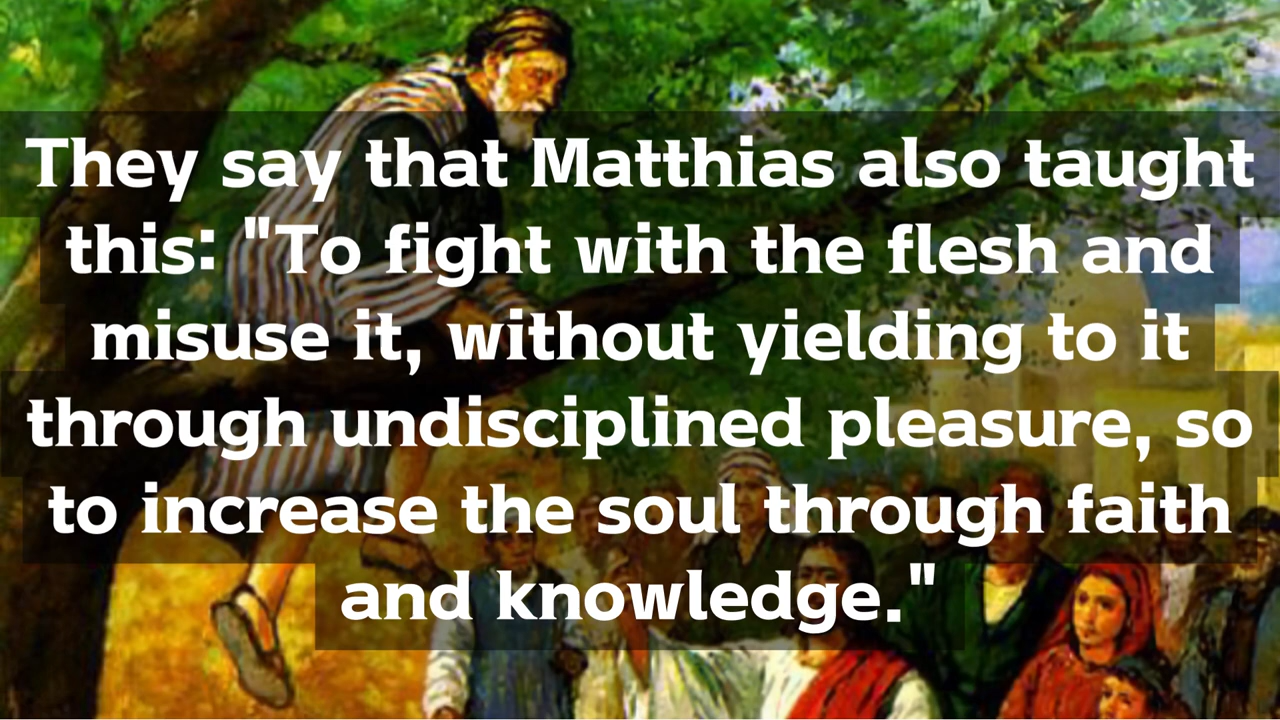 They say that Matthias also taught
this: "To fight with the flesh and
misuse it, without yielding to it
through undisciplined pleasure, so
to increase the soul through faith
and knowledge."